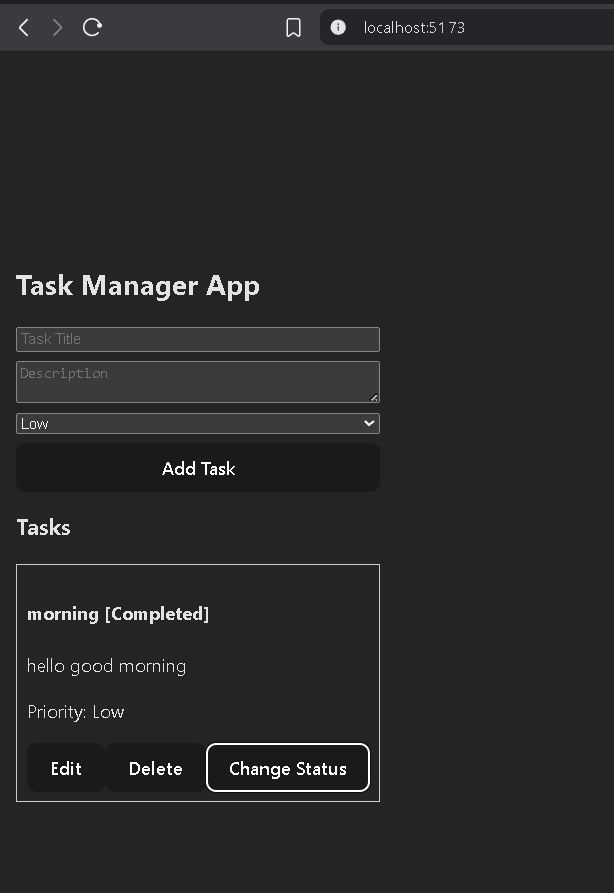 localhost:5173
Task Manager App
Task Title
Description
Low
Add Task
Tasks
morning [Completed]
hello good morning
Priority: Low
Edit Delete Change Status